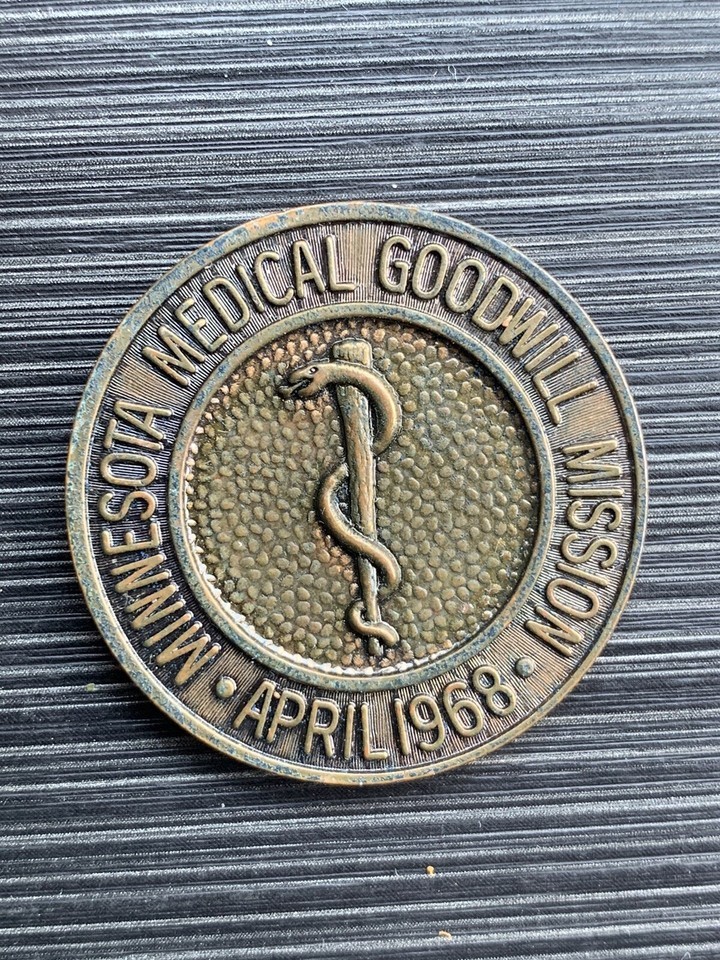 MINNESOTA MEDICAL GOODWILL MISSION
• APRIL 1968 •